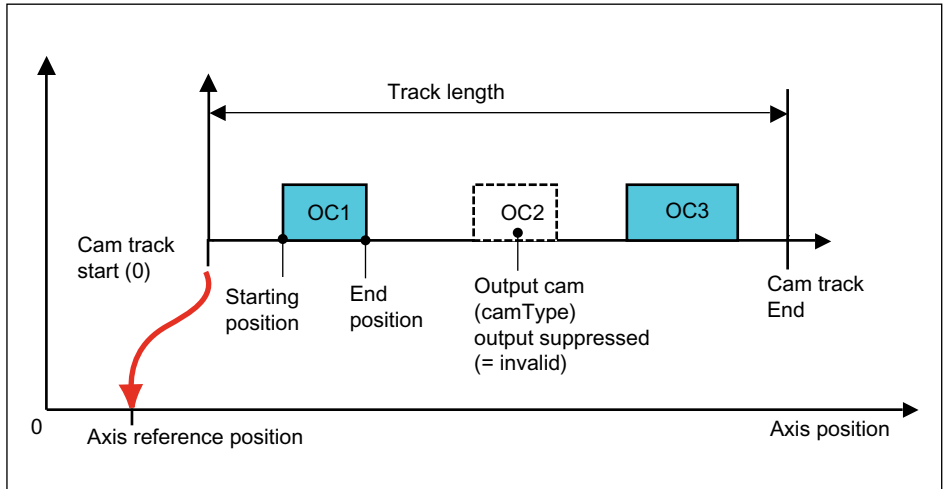 Track length
OC1
OC2
OC3
Cam track
start (0)
Starting
position
End
position
Output cam
(camType)
output suppressed
(= invalid)
Cam track
End
0
Axis reference position
Axis position